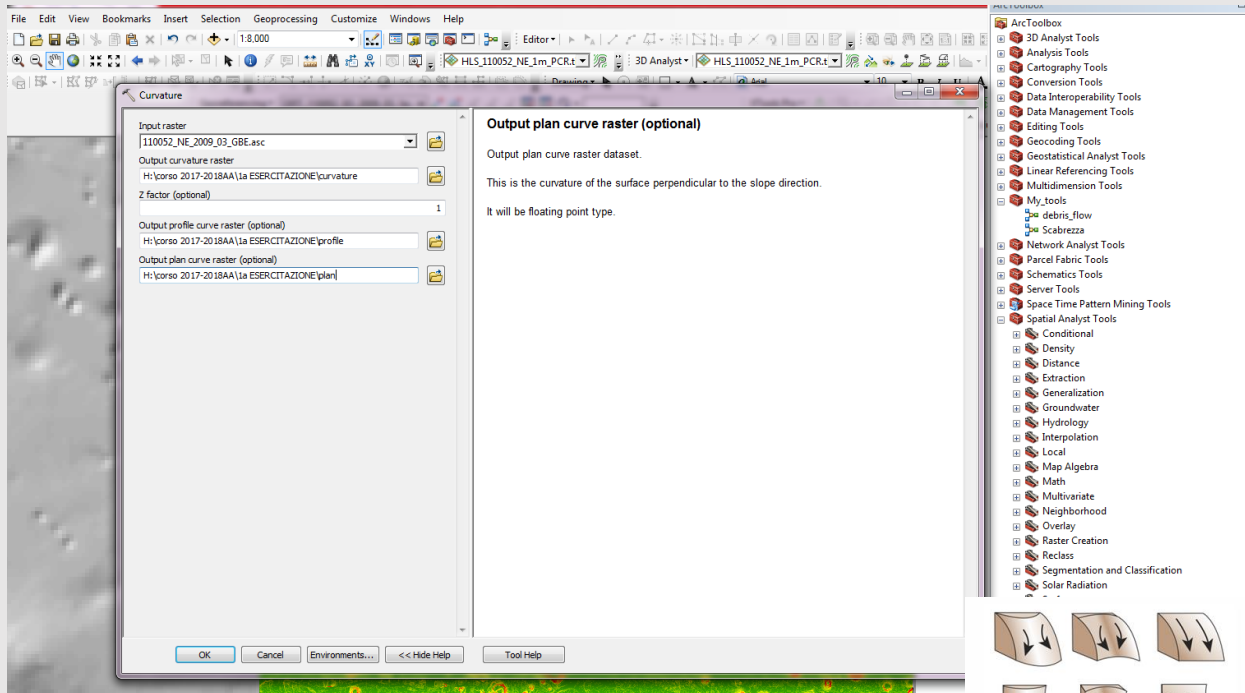 ArcToolbox
File Edit View Bookmarks Insert Selection Geoprocessing Customize Windows Help
1:8,000
Editor
HLS_110052_NE_1m_PCR.t
3D Analyst
HLS_110052_NE_1m_PCR.t
Drawing
Arial
10
B I U A
Curvature
Input raster
110052_NE_2009_03_GBE.asc
Output curvature raster
H:\corso 2017-2018AA\1a ESERCITAZIONE\curvature
Z factor (optional)
1
Output profile curve raster (optional)
H:\corso 2017-2018AA\1a ESERCITAZIONE\profile
Output plan curve raster (optional)
H:\corso 2017-2018AA\1a ESERCITAZIONE\plan
Output plan curve raster (optional)
Output plan curve raster dataset.
This is the curvature of the surface perpendicular to the slope direction.
It will be floating point type.
OK
Cancel
Environments...
<< Hide Help
Tool Help
ArcToolbox
3D Analyst Tools
Analysis Tools
Cartography Tools
Conversion Tools
Data Interoperability Tools
Data Management Tools
Editing Tools
Geocoding Tools
Geostatistical Analyst Tools
Linear Referencing Tools
Multidimension Tools
My_tools
debris_flow
Scabrezza
Network Analyst Tools
Parcel Fabric Tools
Schematics Tools
Server Tools
Space Time Pattern Mining Tools
Spatial Analyst Tools
Conditional
Density
Distance
Extraction
Generalization
Groundwater
Hydrology
Interpolation
Local
Map Algebra
Math
Multivariate
Neighborhood
Overlay
Raster Creation
Reclass
Segmentation and Classification
Solar Radiation